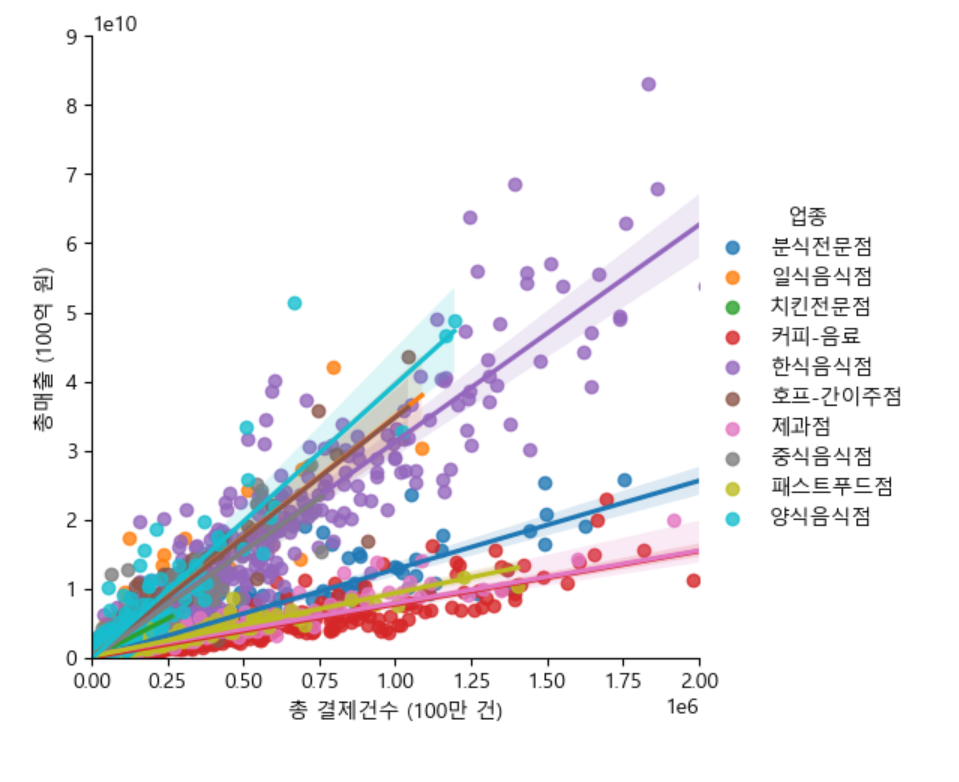 1e10
9
8
7
6
5
4
3
2
1
0
총매출 (100억 원)
0.00 0.25 0.50 0.75 1.00 1.25 1.50 1.75 2.00
1e6
총 결제건수 (100만 건)
업종
분식전문점
일식음식점
치킨전문점
커피-음료
한식음식점
호프-간이주점
제과점
중식음식점
패스트푸드점
양식음식점